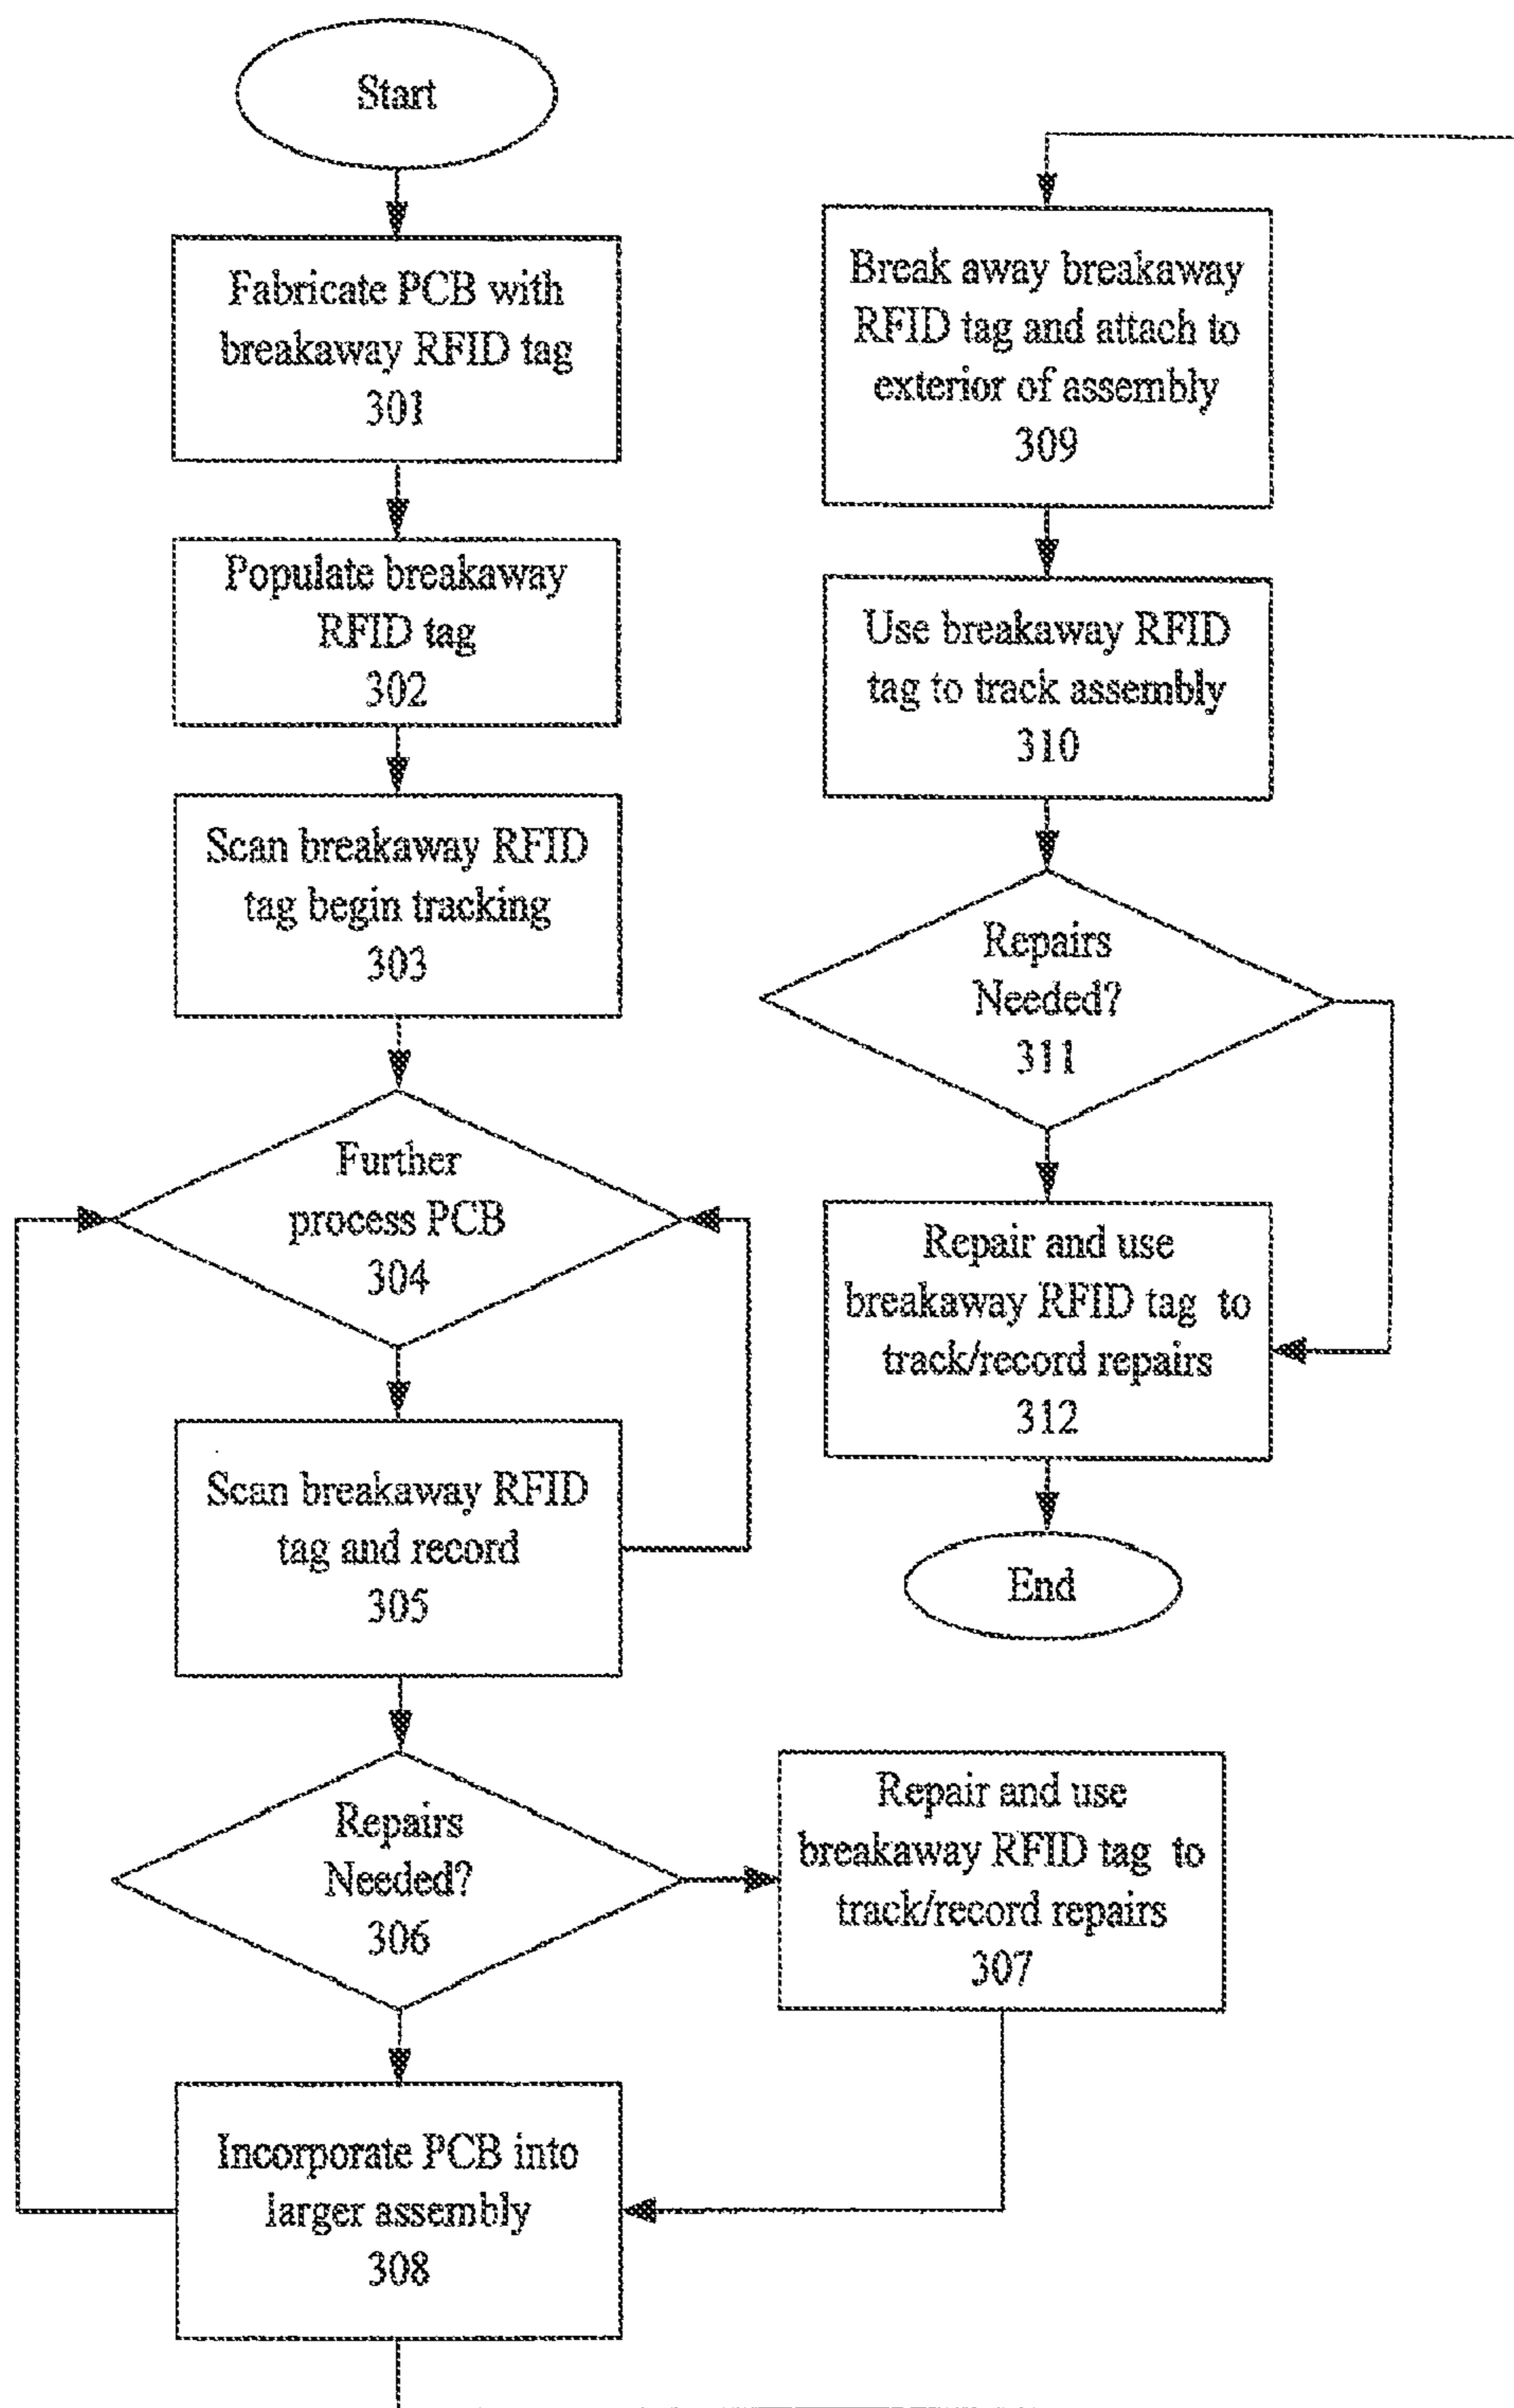 Start
Fabricate PCB with
breakaway RFID tag
301
Populate breakaway
RFID tag
302
Scan breakaway RFID
tag begin tracking
303
Further
process PCB
304
Scan breakaway RFID
tag and record
305
Repairs
Needed?
306
Repair and use
breakaway RFID tag to
track/record repairs
307
Incorporate PCB into
larger assembly
308
Break away breakaway
RFID tag and attach to
exterior of assembly
309
Use breakaway RFID
tag to track assembly
310
Repairs
Needed?
311
Repair and use
breakaway RFID tag to
track/record repairs
312
End